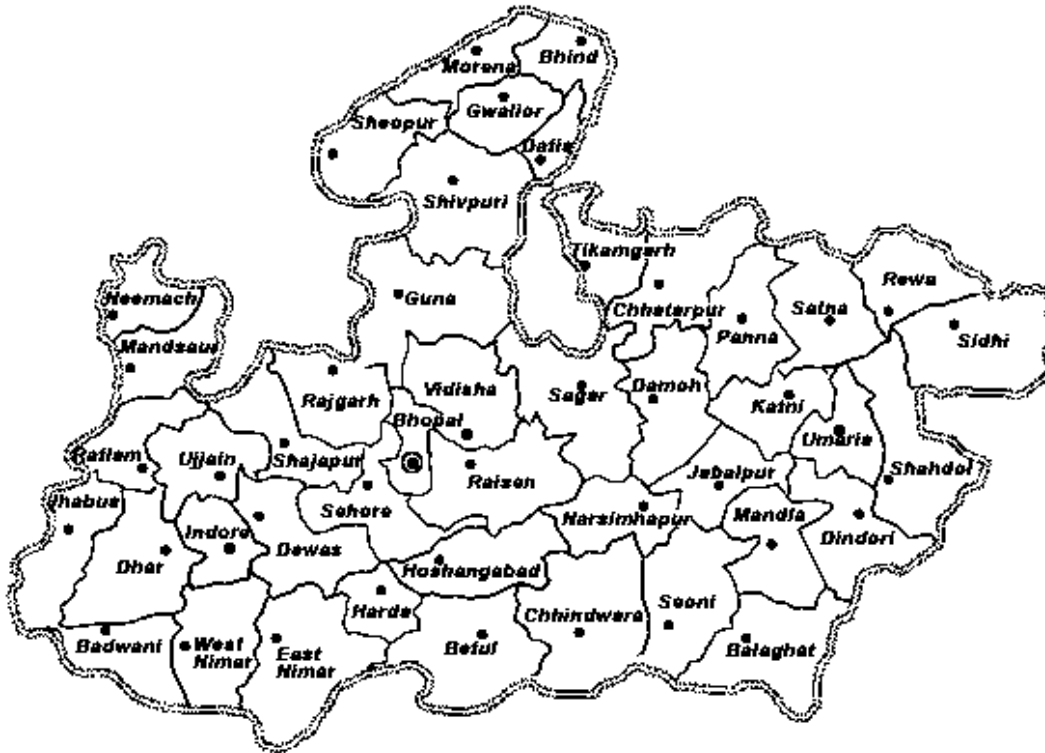 Bhind
Morena
Gwalior
Sheopur
Datia
Shivpuri
Tikamgarh
Neemach
Guna
Chhatarpur
Rewa
Satna
Panna
Sidhi
Mandsaur
Vidisha
Rajgarh
Sagar
Damoh
Katni
Bhopal
Umaria
Ratlam
Ujjain
Shajapur
Raisen
Jabalpur
Shahdol
Jhabua
Sehore
Narsimhapur
Mandla
Indore
Dewas
Dindori
Dhar
Hoshangabad
Harda
Chhindwara
Seoni
Badwani
West
Nimar
East
Nimar
Betul
Balaghat